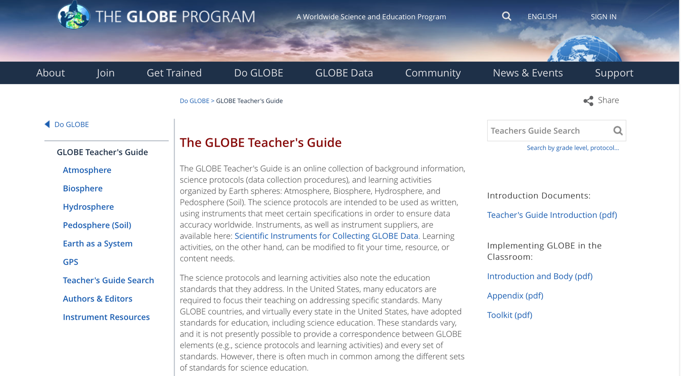 THE GLOBE PROGRAM
A Worldwide Science and Education Program
ENGLISH
SIGN IN
About
Join
Get Trained
Do GLOBE
GLOBE Data
Community
News & Events
Support
Do GLOBE > GLOBE Teacher's Guide
Share
Do GLOBE
GLOBE Teacher's Guide
Atmosphere
Biosphere
Hydrosphere
Pedosphere (Soil)
Earth as a System
GPS
Teacher's Guide Search
Authors & Editors
Instrument Resources
The GLOBE Teacher's Guide
The GLOBE Teacher's Guide is an online collection of background information,
science protocols (data collection procedures), and learning activities
organized by Earth spheres: Atmosphere, Biosphere, Hydrosphere, and
Pedosphere (Soil). The science protocols are intended to be used as written,
using instruments that meet certain specifications in order to ensure data
accuracy worldwide. Instruments, as well as instrument suppliers, are
available here: Scientific Instruments for Collecting GLOBE Data. Learning
activities, on the other hand, can be modified to fit your time, resource, or
content needs.
The science protocols and learning activities also note the education
standards that they address. In the United States, many educators are
required to focus their teaching on addressing specific standards. Many
GLOBE countries, and virtually every state in the United States, have adopted
standards for education, including science education. These standards vary,
and it is not presently possible to provide a correspondence between GLOBE
elements (e.g., science protocols and learning activities) and every set of
standards. However, there is often much in common among the different sets
of standards for science education.
Teachers Guide Search
Search by grade level, protocol...
Introduction Documents:
Teacher's Guide Introduction (pdf)
Implementing GLOBE in the
Classroom:
Introduction and Body (pdf)
Appendix (pdf)
Toolkit (pdf)